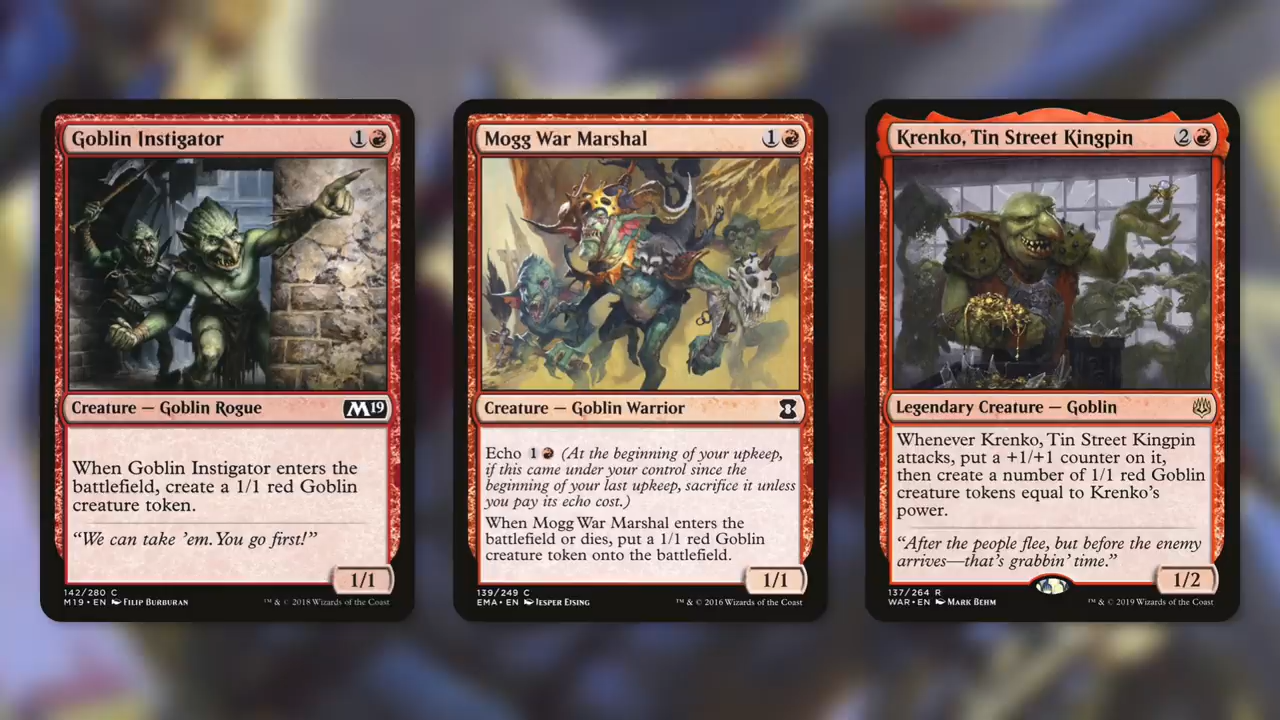 Goblin Instigator 1
Creature — Goblin Rogue M19
When Goblin Instigator enters the
battlefield, create a 1/1 red Goblin
creature token.
“We can take ’em. You go first!”
1/1
142/280 C
M19 • EN Filip Burburan
™ & © 2018 Wizards of the Coast
Mogg War Marshal 1
Creature — Goblin Warrior
Echo 1 (At the beginning of your upkeep,
if this came under your control since the
beginning of your last upkeep, sacrifice it unless
you pay its echo cost.)
When Mogg War Marshal enters the
battlefield or dies, put a 1/1 red Goblin
creature token onto the battlefield.
1/1
139/249 C
EMA • EN Jesper Ejsing
™ & © 2016 Wizards of the Coast
Krenko, Tin Street Kingpin 2
Legendary Creature — Goblin
Whenever Krenko, Tin Street Kingpin
attacks, put a +1/+1 counter on it,
then create a number of 1/1 red Goblin
creature tokens equal to Krenko’s
power.
“After the people flee, but before the enemy
arrives—that’s grabbin’ time.”
1/2
137/264 R
WAR • EN Mark Behm
™ & © 2019 Wizards of the Coast